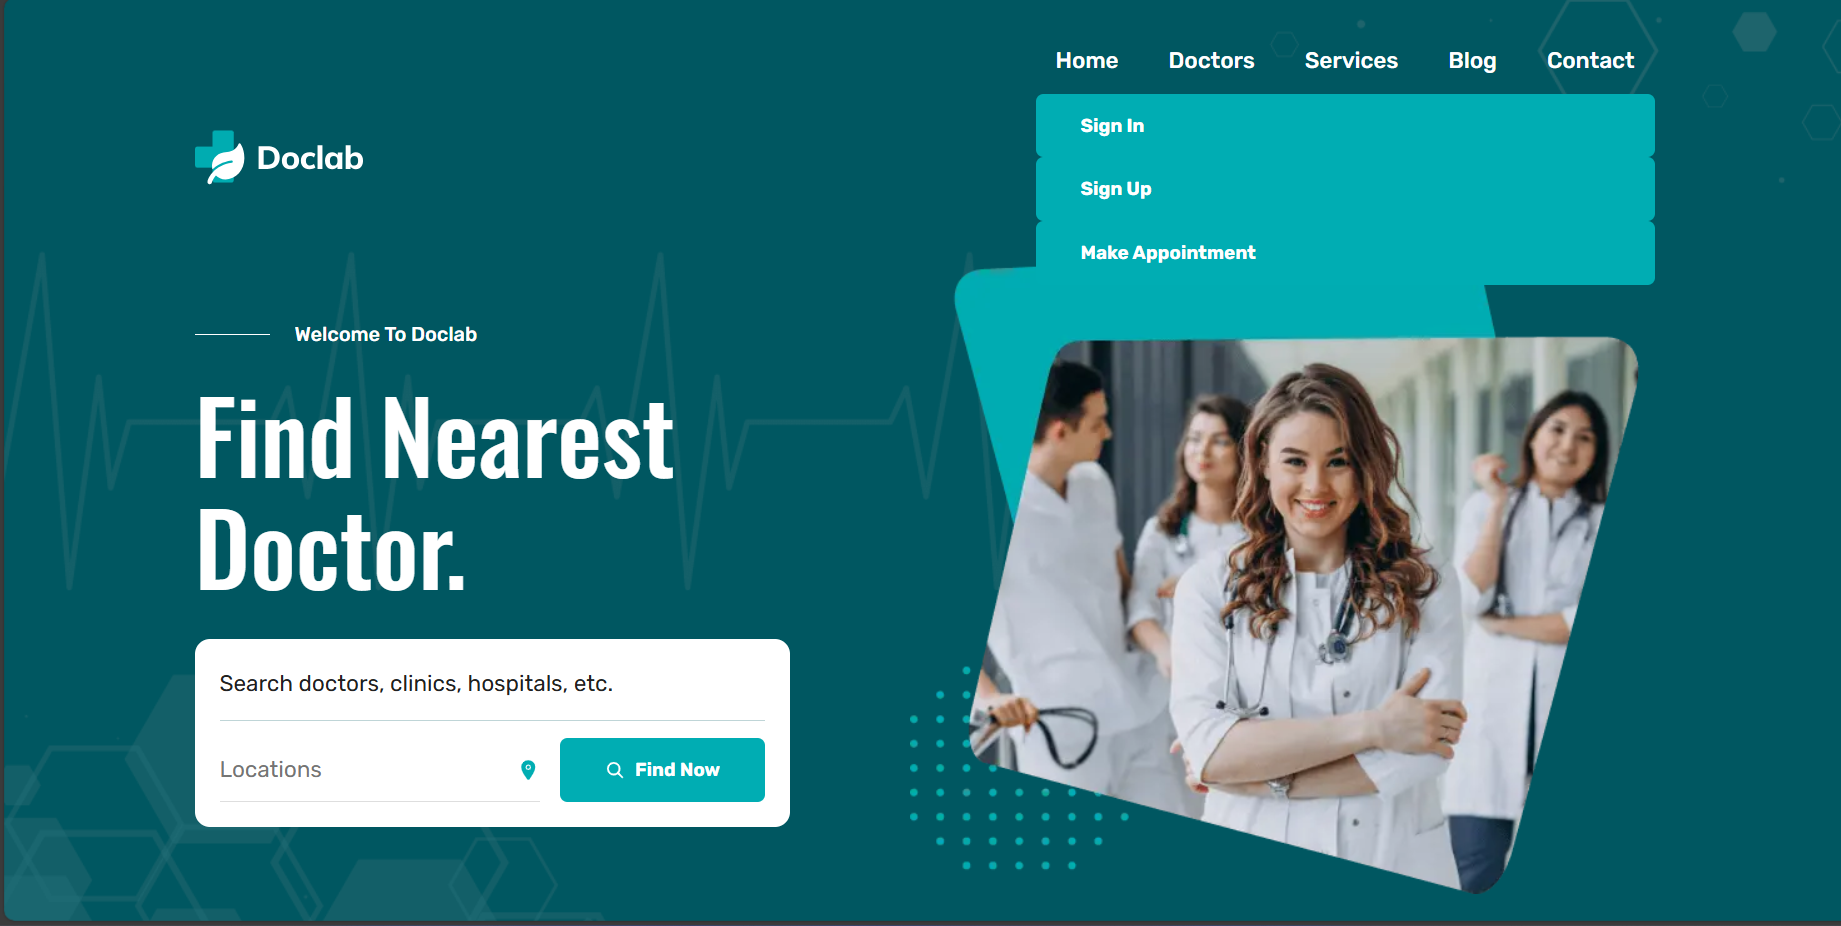 Home Doctors Services Blog Contact
Sign In
Sign Up
Make Appointment
Doclab
Welcome To Doclab
Find Nearest
Doctor.
Search doctors, clinics, hospitals, etc.
Locations
Find Now